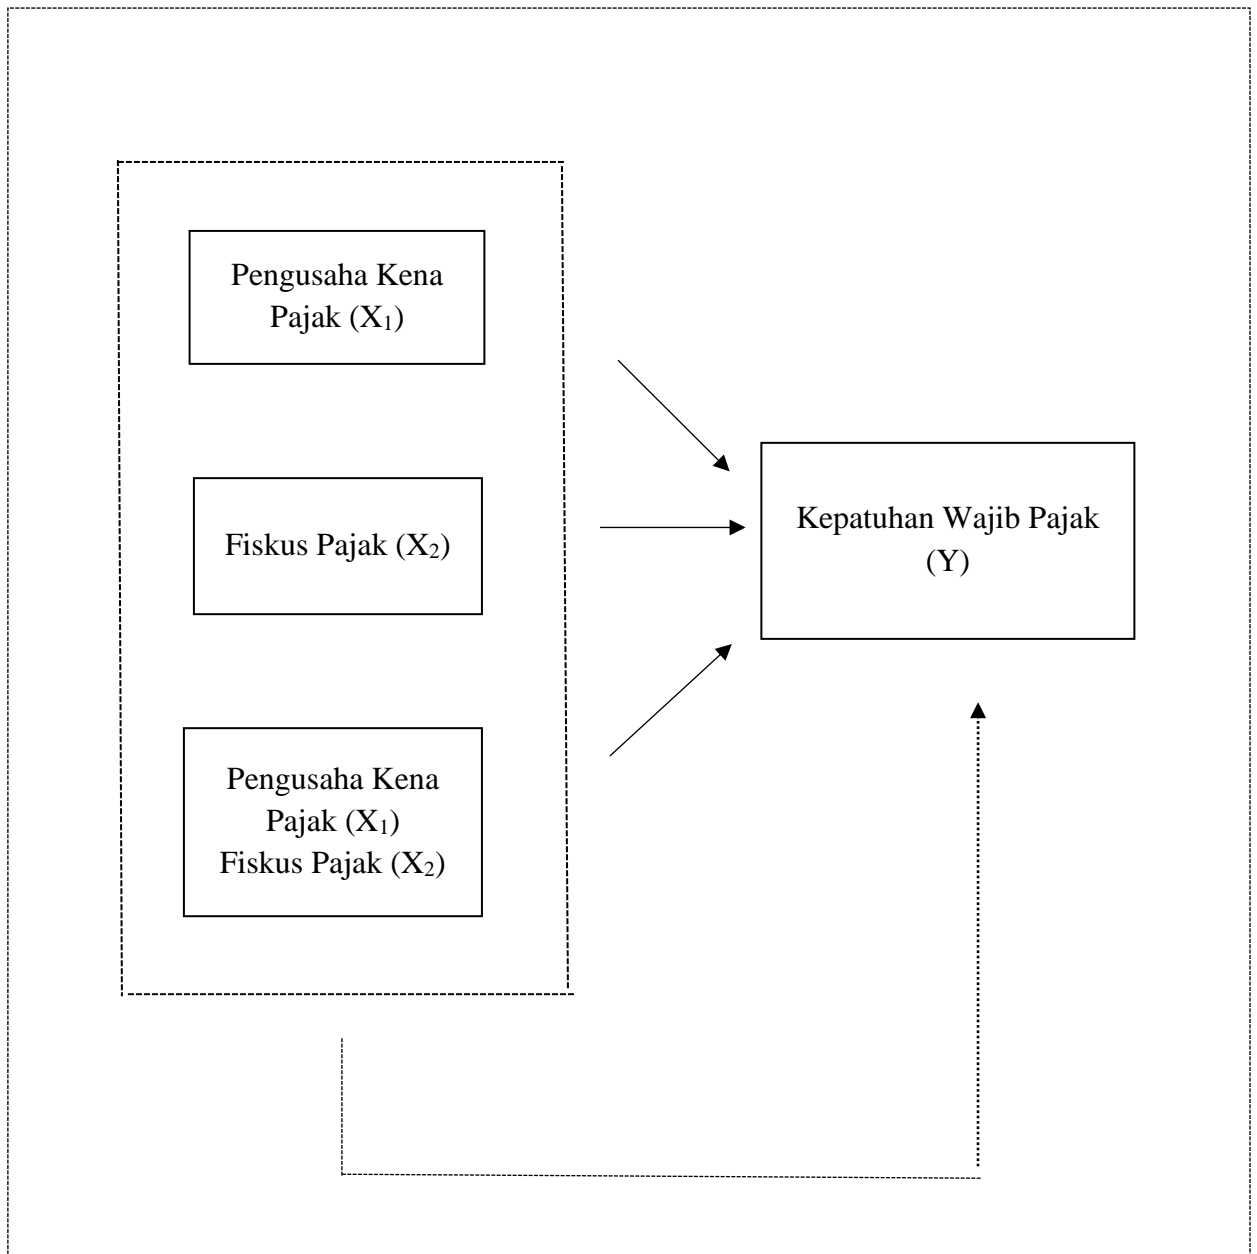 Pengusaha Kena
Pajak (X₁)
Fiskus Pajak (X₂)
Kepatuhan Wajib Pajak
(Y)
Pengusaha Kena
Pajak (X₁)
Fiskus Pajak (X₂)